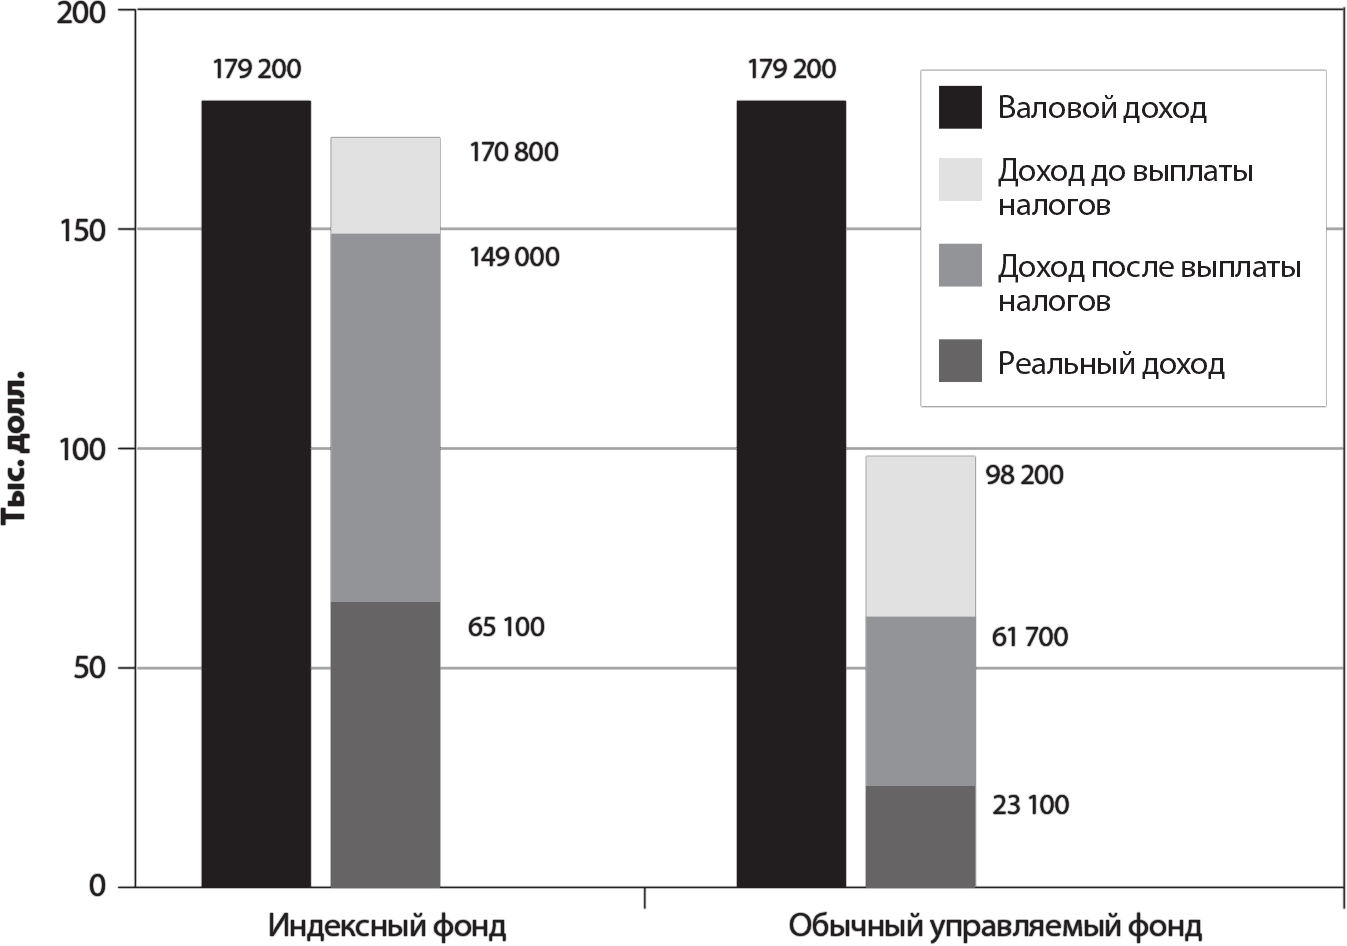 200
179 200
179 200
Валовой доход
170 800
Доход до выплаты
налогов
150
149 000
Доход после выплаты
налогов
Реальный доход
Тыс. долл.
100
98 200
65 100
61 700
50
23 100
0
Индексный фонд
Обычный управляемый фонд